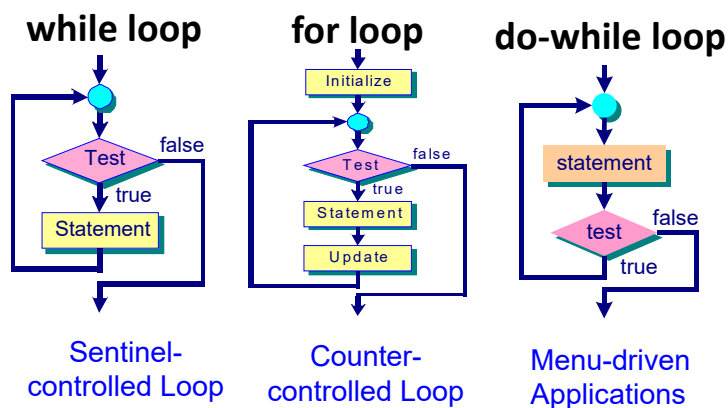 while loop
Test
false
true
Statement
Sentinel-
controlled Loop
for loop
Initialize
Test
false
true
Statement
Update
Counter-
controlled Loop
do-while loop
statement
test
false
true
Menu-driven
Applications